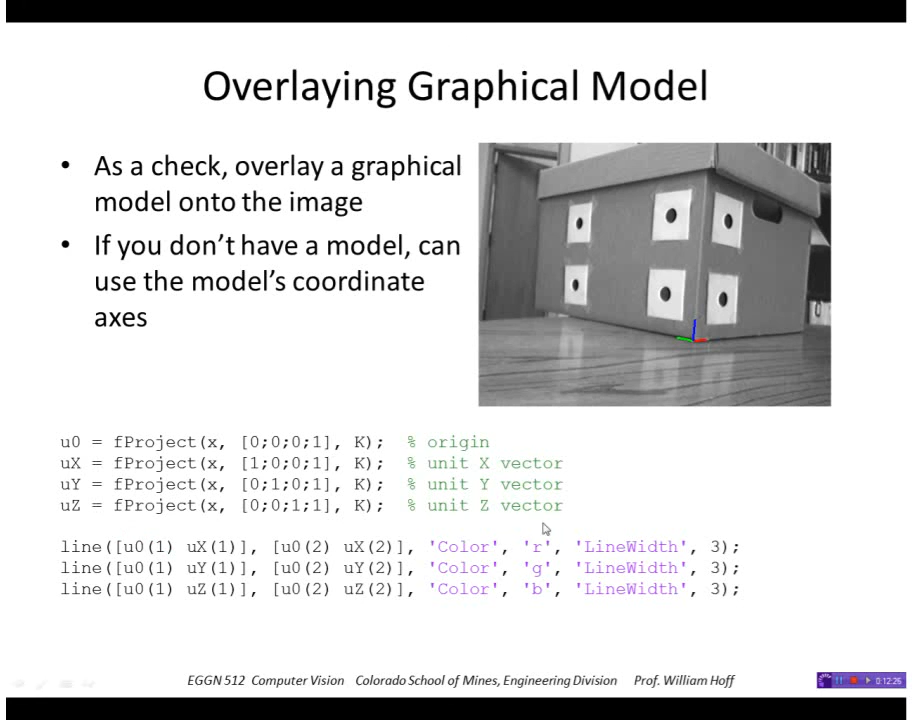 Overlaying Graphical Model
• As a check, overlay a graphical
model onto the image
• If you don't have a model, can
use the model's coordinate
axes
u0 = fProject(x, [0;0;0;1], K); % origin
uX = fProject(x, [1;0;0;1], K); % unit X vector
uY = fProject(x, [0;1;0;1], K); % unit Y vector
uZ = fProject(x, [0;0;1;1], K); % unit Z vector
line([u0(1) uX(1)], [u0(2) uX(2)], 'Color', 'r', 'LineWidth', 3);
line([u0(1) uY(1)], [u0(2) uY(2)], 'Color', 'g', 'LineWidth', 3);
line([u0(1) uZ(1)], [u0(2) uZ(2)], 'Color', 'b', 'LineWidth', 3);
EGGN 512 Computer Vision Colorado School of Mines, Engineering Division Prof. William Hoff
0:12:25